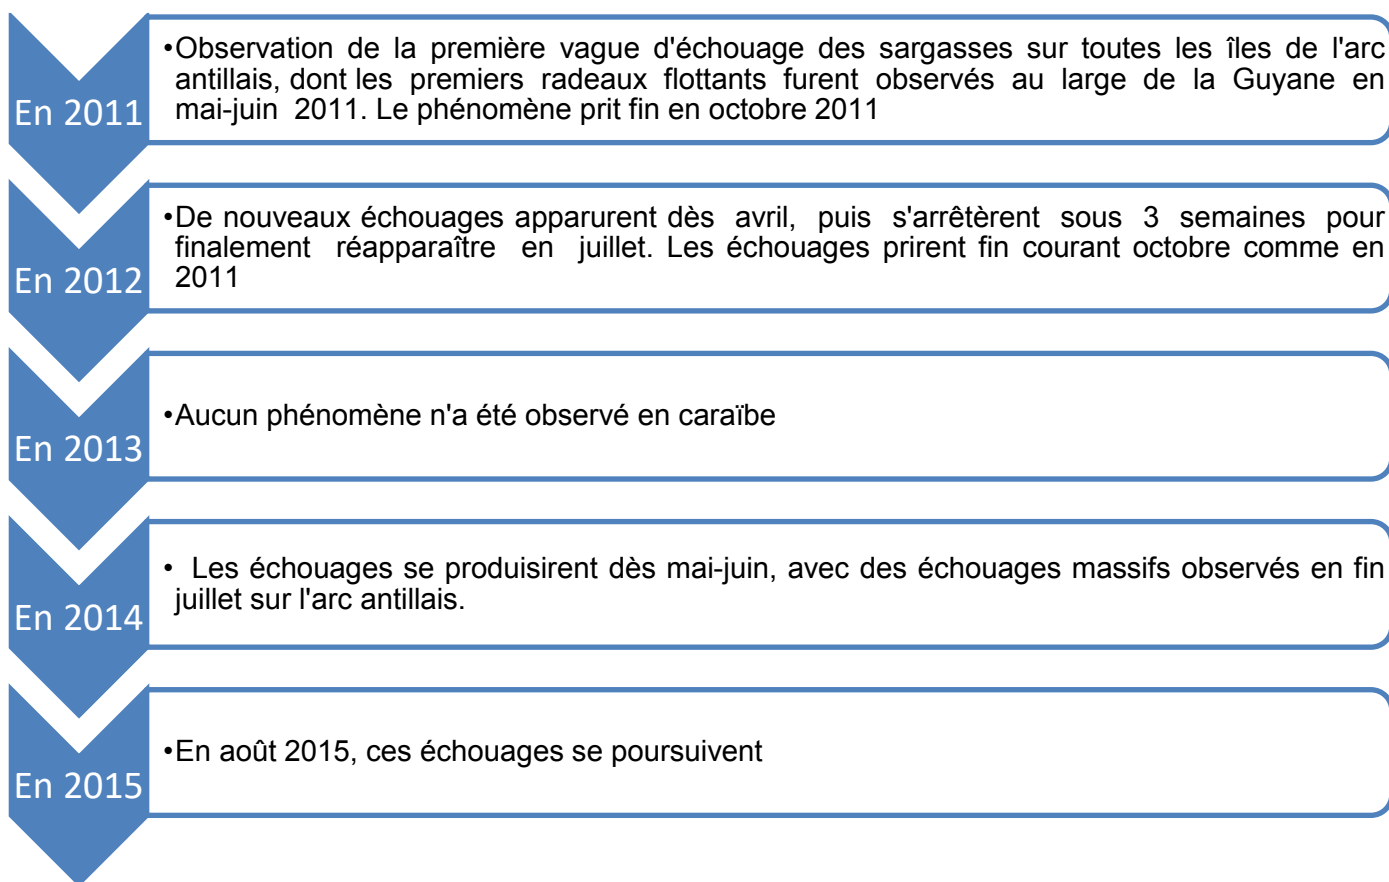 En 2011
•Observation de la première vague d'échouage des sargasses sur toutes les îles de l'arc
antillais, dont les premiers radeaux flottants furent observés au large de la Guyane en
mai-juin 2011. Le phénomène prit fin en octobre 2011
En 2012
•De nouveaux échouages apparurent dès avril, puis s'arrêtèrent sous 3 semaines pour
finalement réapparaître en juillet. Les échouages prirent fin courant octobre comme en
2011
En 2013
•Aucun phénomène n'a été observé en caraïbe
En 2014
• Les échouages se produisirent dès mai-juin, avec des échouages massifs observés en fin
juillet sur l'arc antillais.
En 2015
•En août 2015, ces échouages se poursuivent